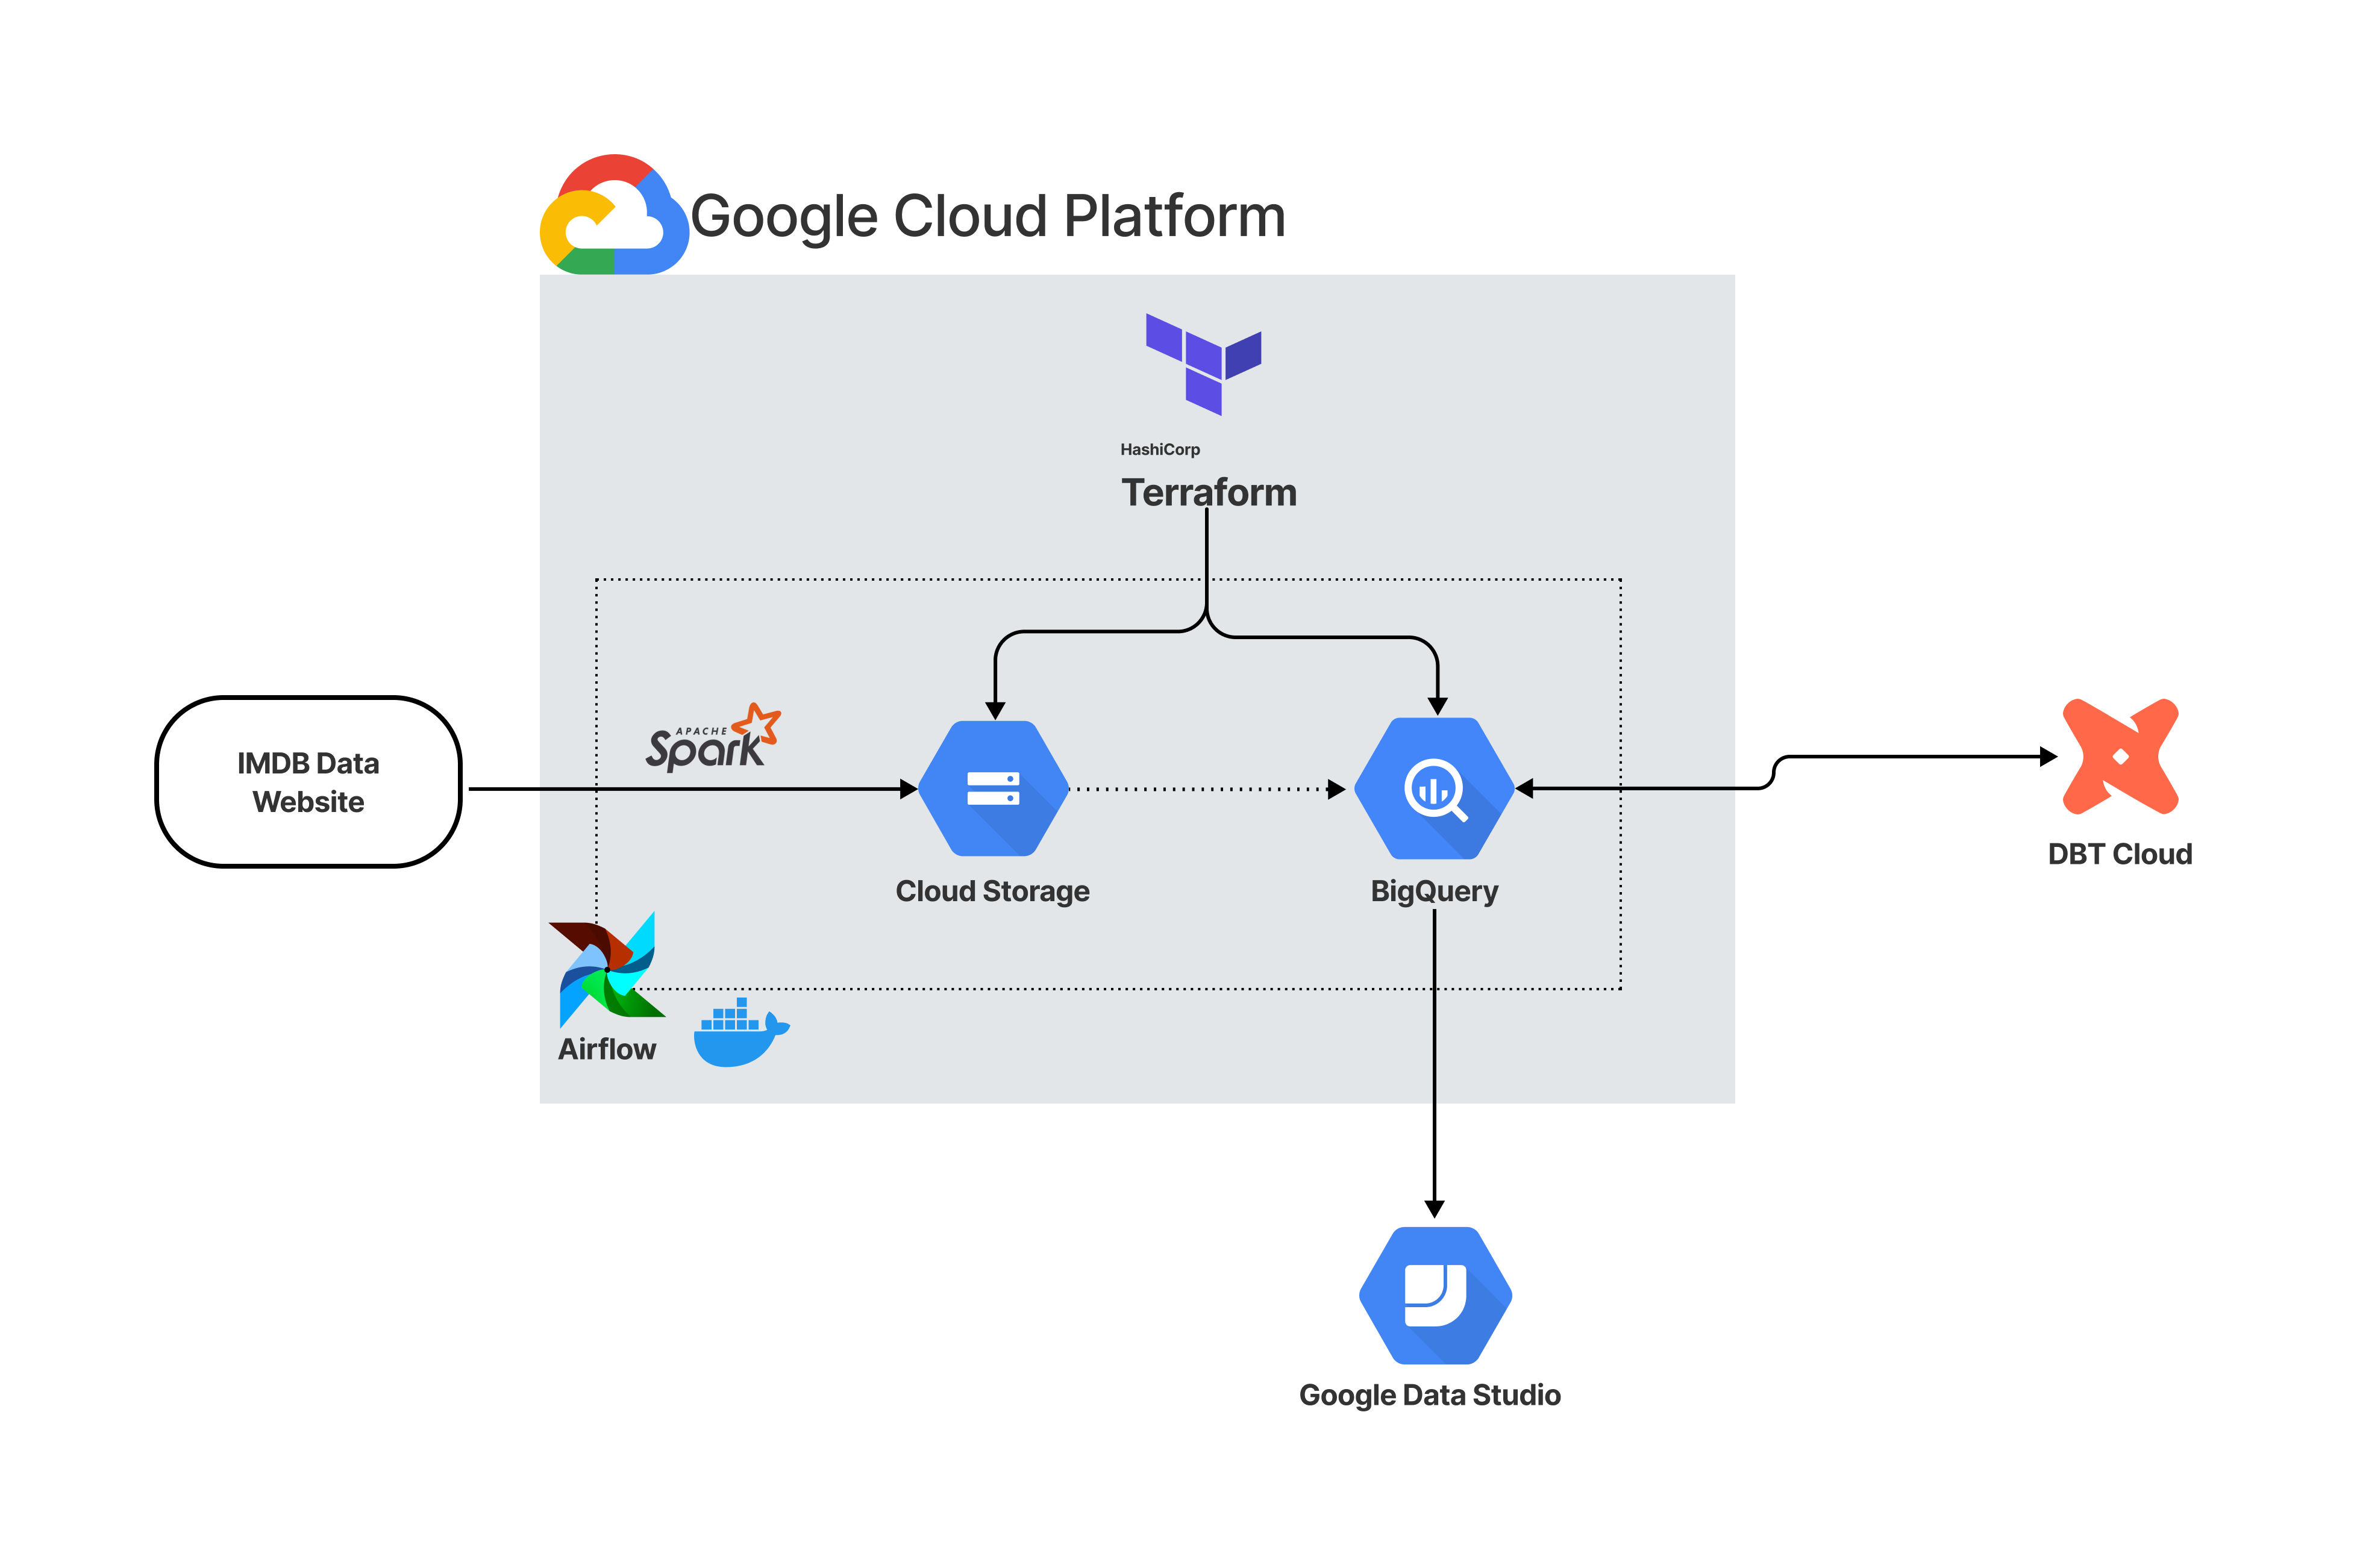 Google Cloud Platform
HashiCorp
Terraform
APACHE
Spark
IMDB Data
Website
Cloud Storage
BigQuery
DBT Cloud
Airflow
Google Data Studio